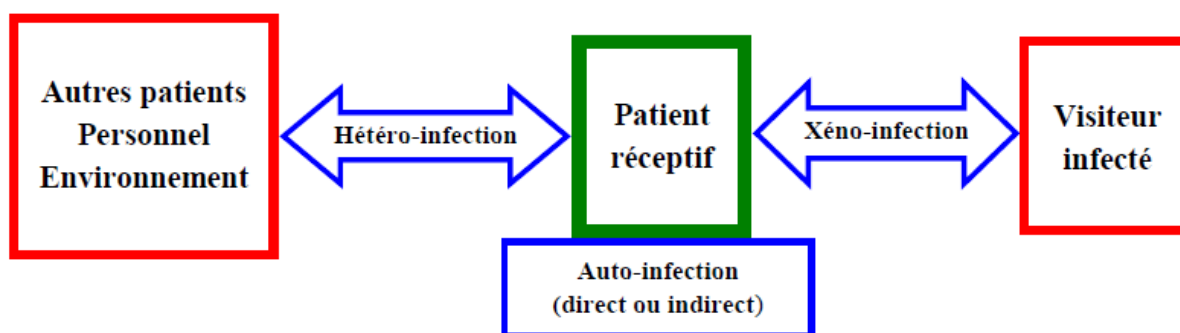 Autres patients
Personnel
Environnement
Hétéro-infection
Patient
réceptif
Xéno-infection
Visiteur
infecté
Auto-infection
(direct ou indirect)